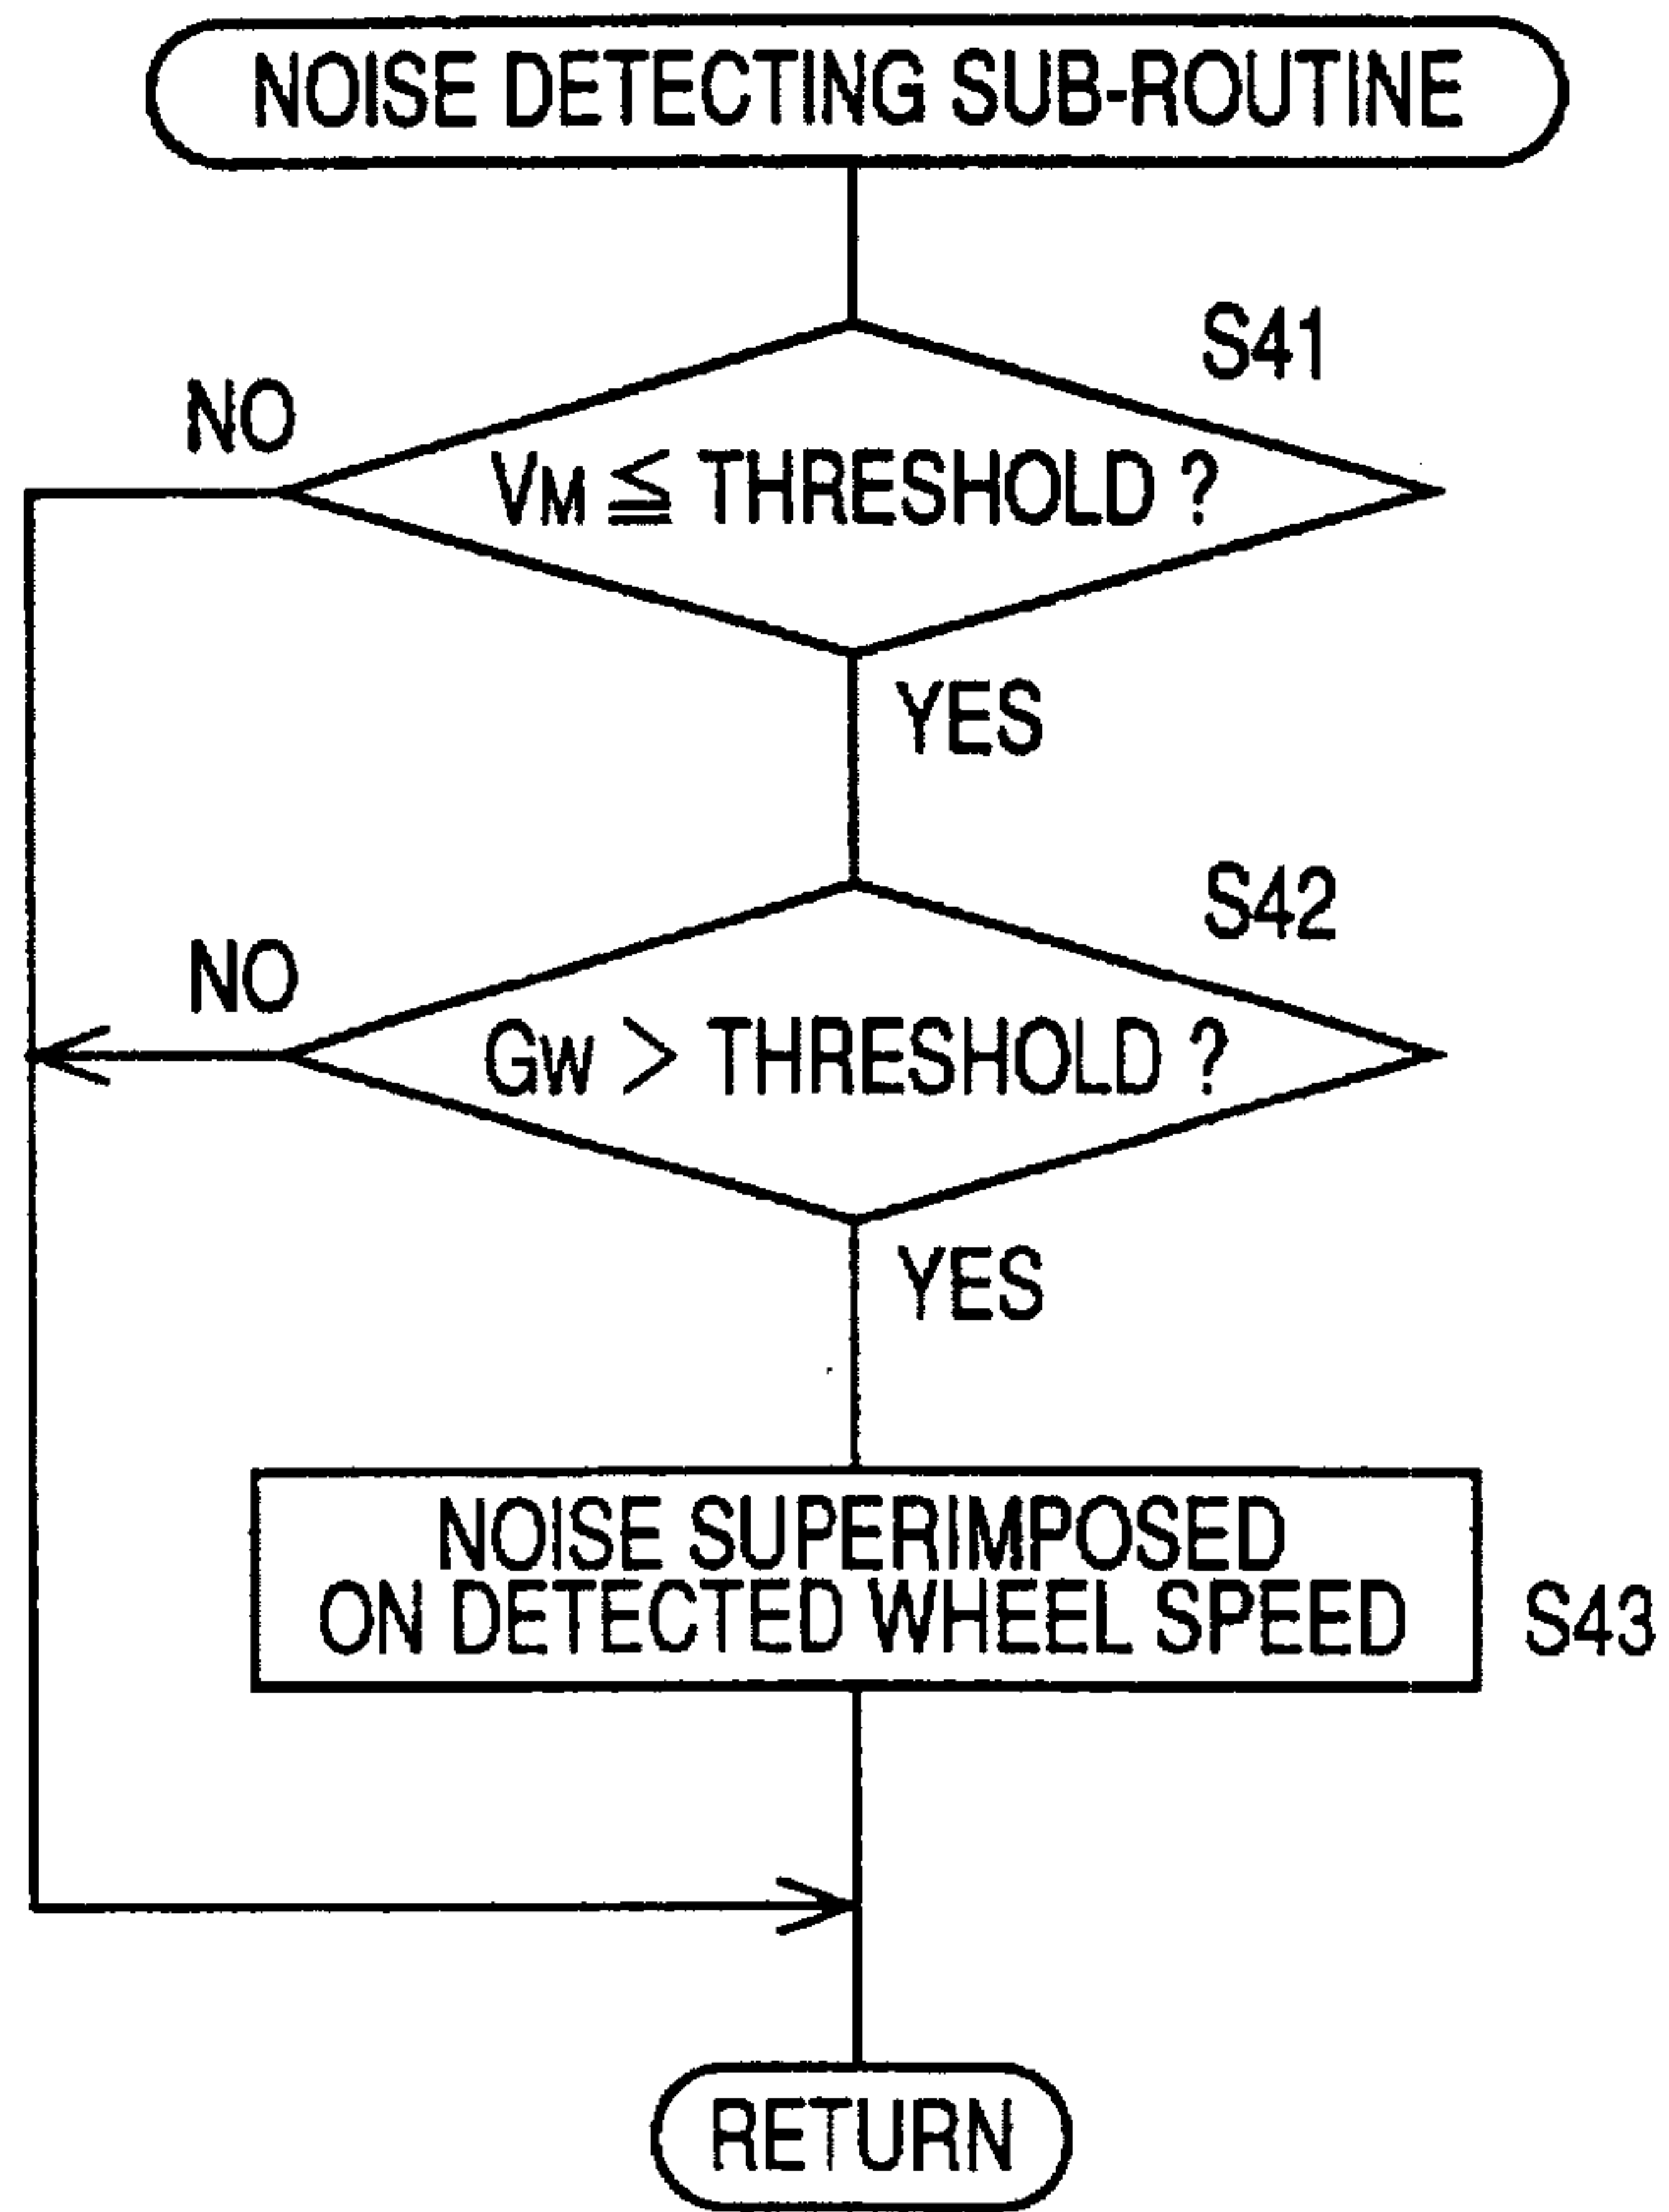 NOISE DETECTING SUB-ROUTINE
S41
NO
VM ≦ THRESHOLD ?
YES
S42
NO
GW > THRESHOLD ?
YES
NOISE SUPERIMPOSED
ON DETECTED WHEEL SPEED
S43
RETURN